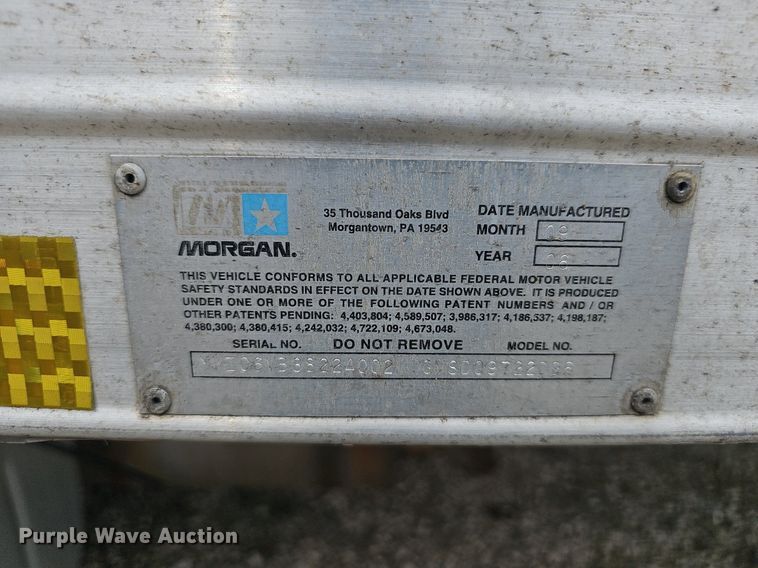 35 Thousand Oaks Blvd
Morgantown, PA 19543
MORGAN.
DATE MANUFACTURED
MONTH 09
YEAR 06
THIS VEHICLE CONFORMS TO ALL APPLICABLE FEDERAL MOTOR VEHICLE
SAFETY STANDARDS IN EFFECT ON THE DATE SHOWN ABOVE. IT IS PRODUCED
UNDER ONE OR MORE OF THE FOLLOWING PATENT NUMBERS AND / OR
OTHER PATENTS PENDING: 4,403,804; 4,589,507; 3,986,317; 4,186,537; 4,198,187;
4,380,300; 4,380,415; 4,242,032; 4,722,109; 4,673,048.
SERIAL NO. DO NOT REMOVE MODEL NO.
Purple Wave Auction